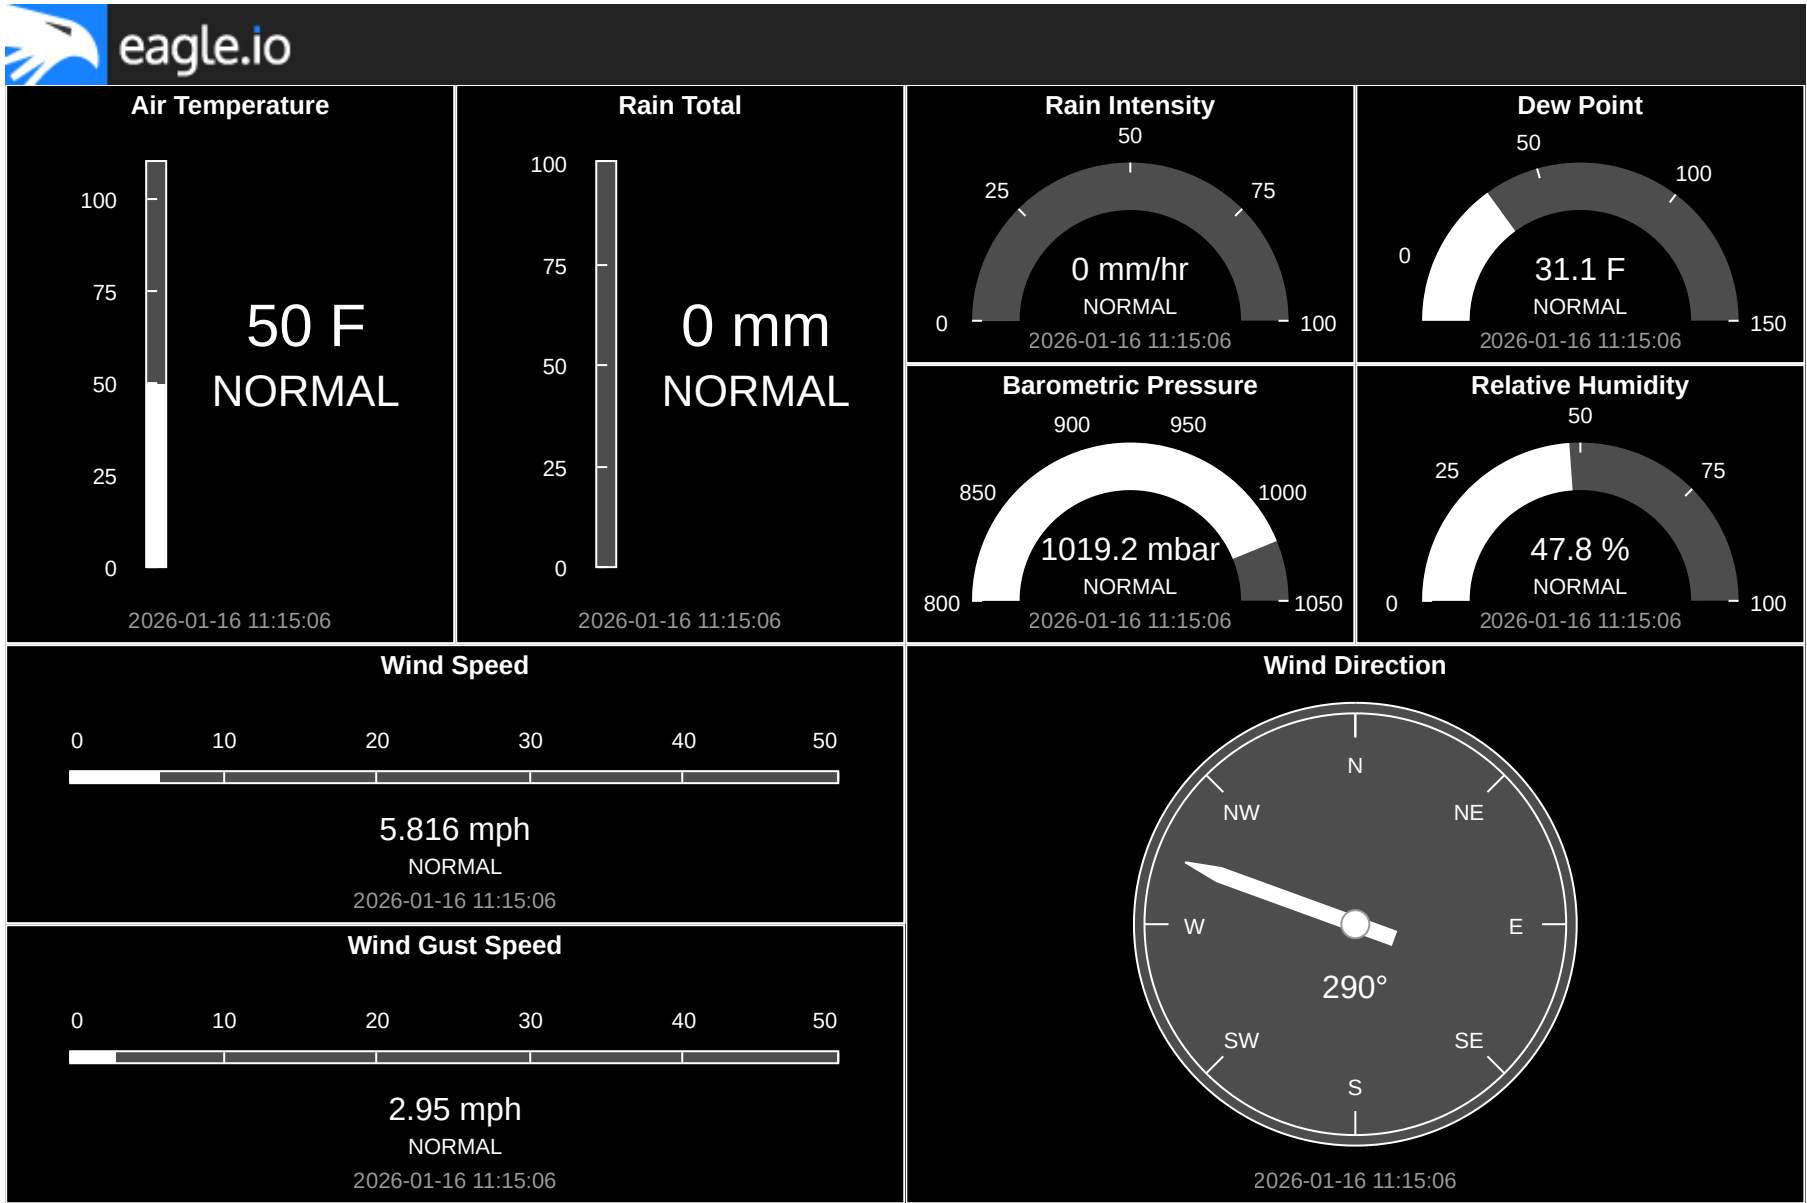 eagle.io
Air Temperature
100
75
50
25
0
50 F
NORMAL
2026-01-16 11:15:06
Rain Total
100
75
50
25
0
0 mm
NORMAL
2026-01-16 11:15:06
Rain Intensity
50
25
75
0
100
0 mm/hr
NORMAL
2026-01-16 11:15:06
Dew Point
50
100
0
150
31.1 F
NORMAL
2026-01-16 11:15:06
Barometric Pressure
900
950
850
1000
800
1050
1019.2 mbar
NORMAL
2026-01-16 11:15:06
Relative Humidity
50
25
75
0
100
47.8 %
NORMAL
2026-01-16 11:15:06
Wind Speed
0 10 20 30 40 50
5.816 mph
NORMAL
2026-01-16 11:15:06
Wind Gust Speed
0 10 20 30 40 50
2.95 mph
NORMAL
2026-01-16 11:15:06
Wind Direction
N
NW NE
W E
290°
SW SE
S
2026-01-16 11:15:06